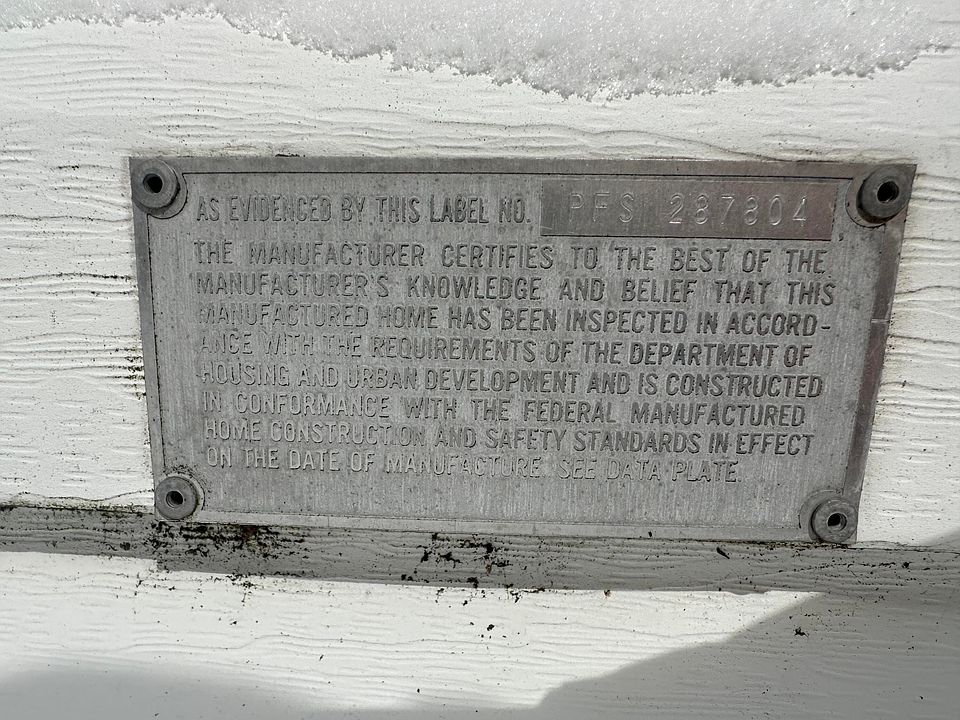 AS EVIDENCED BY THIS LABEL NO. PFS 287804
THE MANUFACTURER CERTIFIES TO THE BEST OF THE
MANUFACTURER'S KNOWLEDGE AND BELIEF THAT THIS
MANUFACTURED HOME HAS BEEN INSPECTED IN ACCORD-
ANCE WITH THE REQUIREMENTS OF THE DEPARTMENT OF
HOUSING AND URBAN DEVELOPMENT AND IS CONSTRUCTED
IN CONFORMANCE WITH THE FEDERAL MANUFACTURED
HOME CONSTRUCTION AND SAFETY STANDARDS IN EFFECT
ON THE DATE OF MANUFACTURE. SEE DATA PLATE.